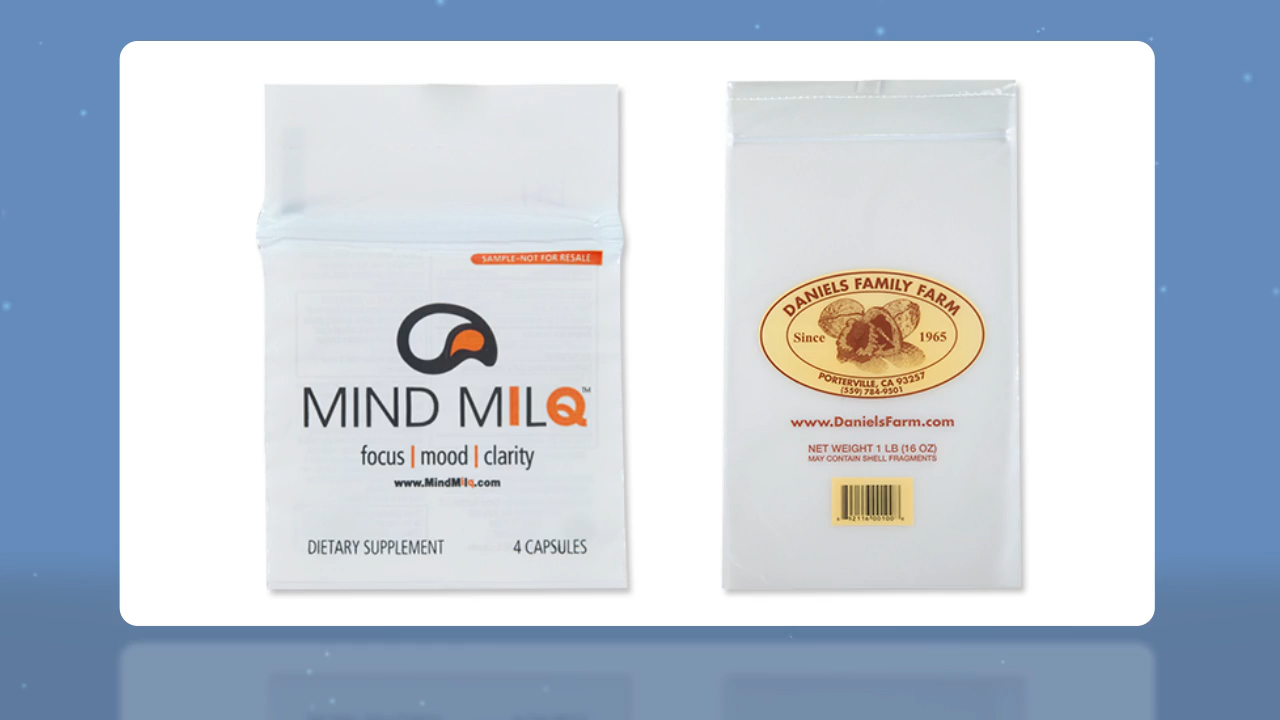 SAMPLE-NOT FOR RESALE
MIND MILQ™
focus | mood | clarity
www.MindMilq.com
DIETARY SUPPLEMENT 4 CAPSULES
DANIELS FAMILY FARM
Since 1965
PORTERVILLE, CA 93257
(559) 784-9501
www.DanielsFarm.com
NET WEIGHT 1 LB (16 OZ)
MAY CONTAIN SHELL FRAGMENTS